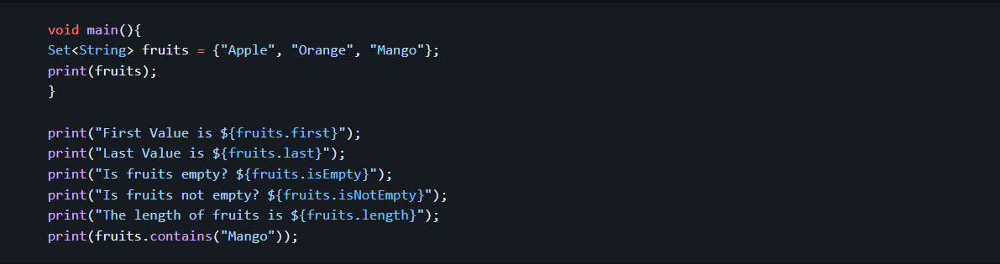 void main(){
Set<String> fruits = {"Apple", "Orange", "Mango"};
print(fruits);
}
print("First Value is ${fruits.first}");
print("Last Value is ${fruits.last}");
print("Is fruits empty? ${fruits.isEmpty}");
print("Is fruits not empty? ${fruits.isNotEmpty}");
print("The length of fruits is ${fruits.length}");
print(fruits.contains("Mango"));